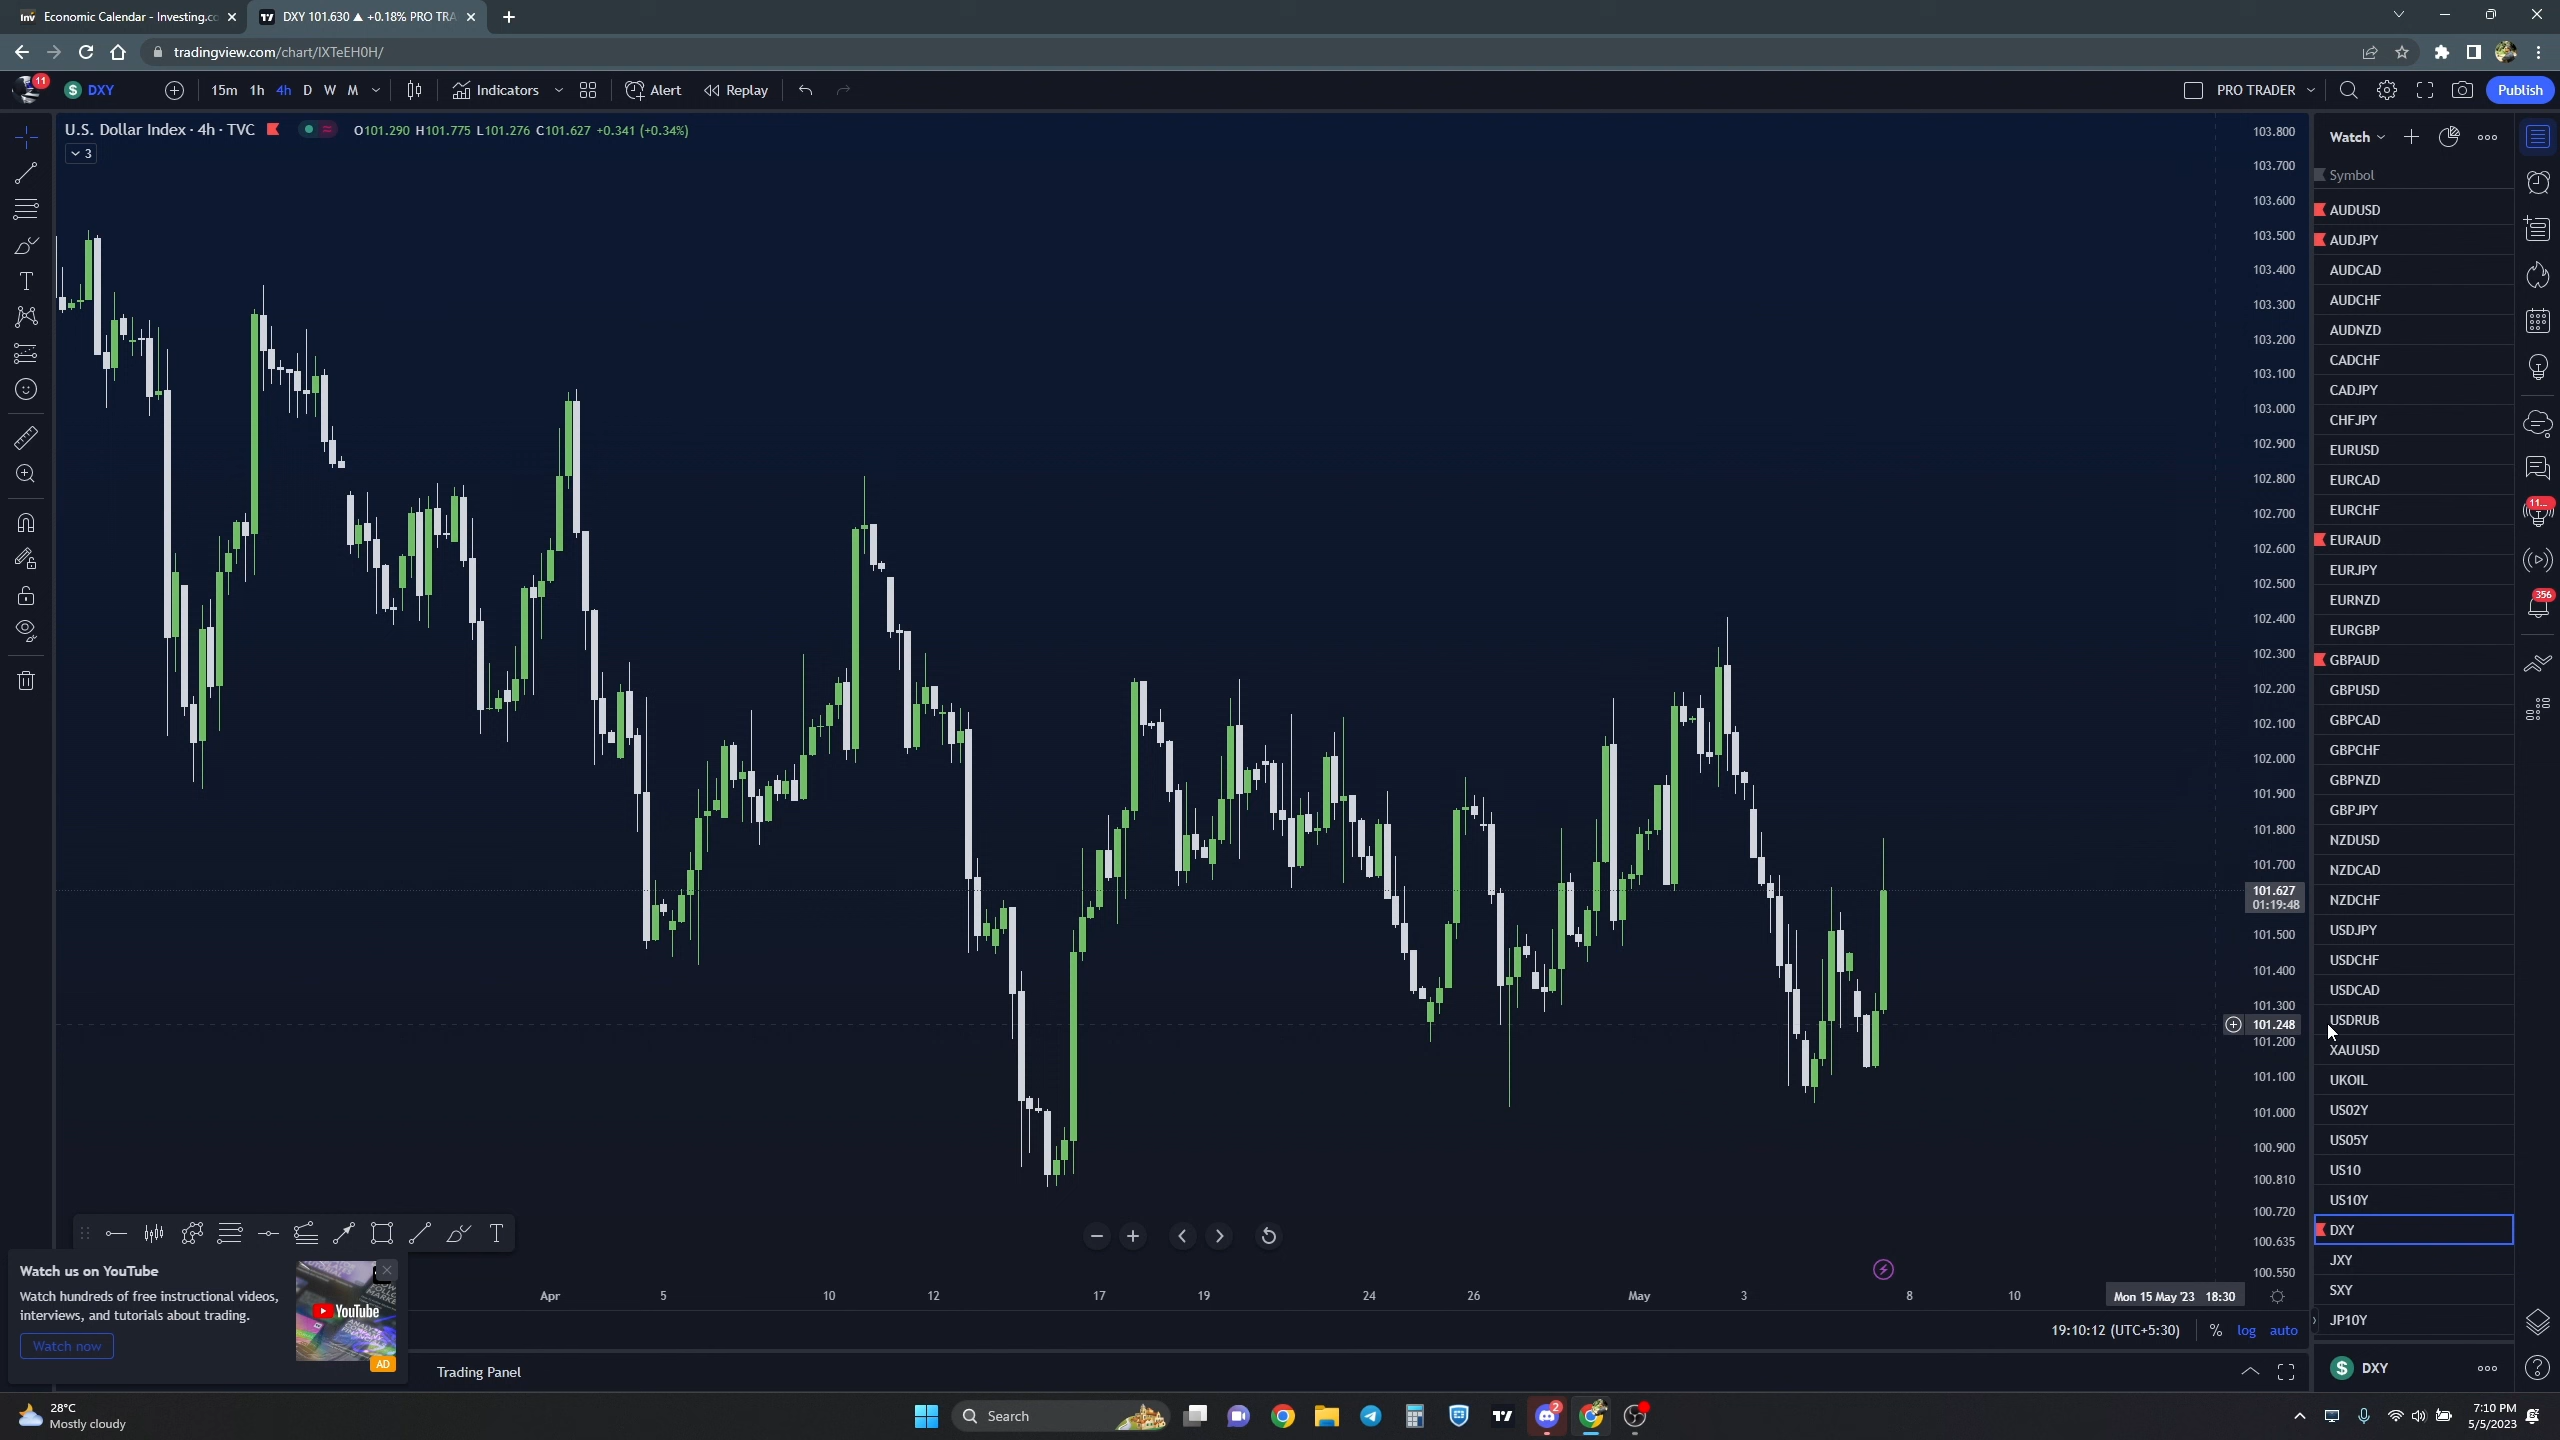 Economic Calendar - Investing.co
DXY 101.630 ▲ +0.18% PRO TRA
tradingview.com/chart/IXTeEH0H/
11
DXY
15m 1h 4h D W M
Indicators
Alert
Replay
PRO TRADER
Publish
U.S. Dollar Index · 4h · TVC
O101.290 H101.775 L101.276 C101.627 +0.341 (+0.34%)
3
103.800
103.700
103.600
103.500
103.400
103.300
103.200
103.100
103.000
102.900
102.800
102.700
102.600
102.500
102.400
102.300
102.200
102.100
102.000
101.900
101.800
101.700
101.627
01:19:48
101.500
101.400
101.300
101.248
101.200
101.100
101.000
100.900
100.810
100.720
100.635
100.550
Watch
Symbol
AUDUSD
AUDJPY
AUDCAD
AUDCHF
AUDNZD
CADCHF
CADJPY
CHFJPY
EURUSD
EURCAD
EURCHF
EURAUD
EURJPY
EURNZD
EURGBP
GBPAUD
GBPUSD
GBPCAD
GBPCHF
GBPNZD
GBPJPY
NZDUSD
NZDCAD
NZDCHF
USDJPY
USDCHF
USDCAD
USDRUB
XAUUSD
UKOIL
US02Y
US05Y
US10
US10Y
DXY
JXY
SXY
JP10Y
DXY
11...
356
Watch us on YouTube
Watch hundreds of free instructional videos,
interviews, and tutorials about trading.
Watch now
YouTube
AD
Apr 5 10 12 17 19 24 26 May 3 8 10
Mon 15 May '23 18:30
19:10:12 (UTC+5:30)
% log auto
Trading Panel
28°C
Mostly cloudy
Search
2
7:10 PM
5/5/2023